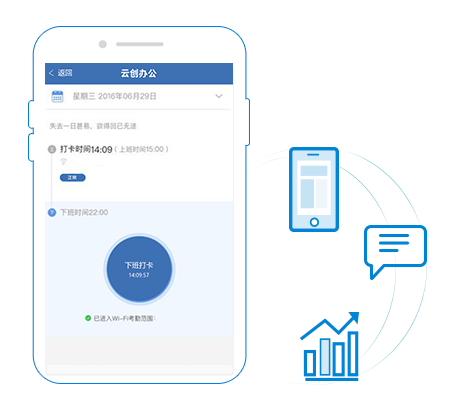 返回
云创办公
星期三 2016年06月29日
失去一日甚易，欲得回已无途
上 打卡时间14:09（上班时间15:00）
正常
下 下班时间22:00
下班打卡
14:09:57
已进入Wi-Fi考勤范围: